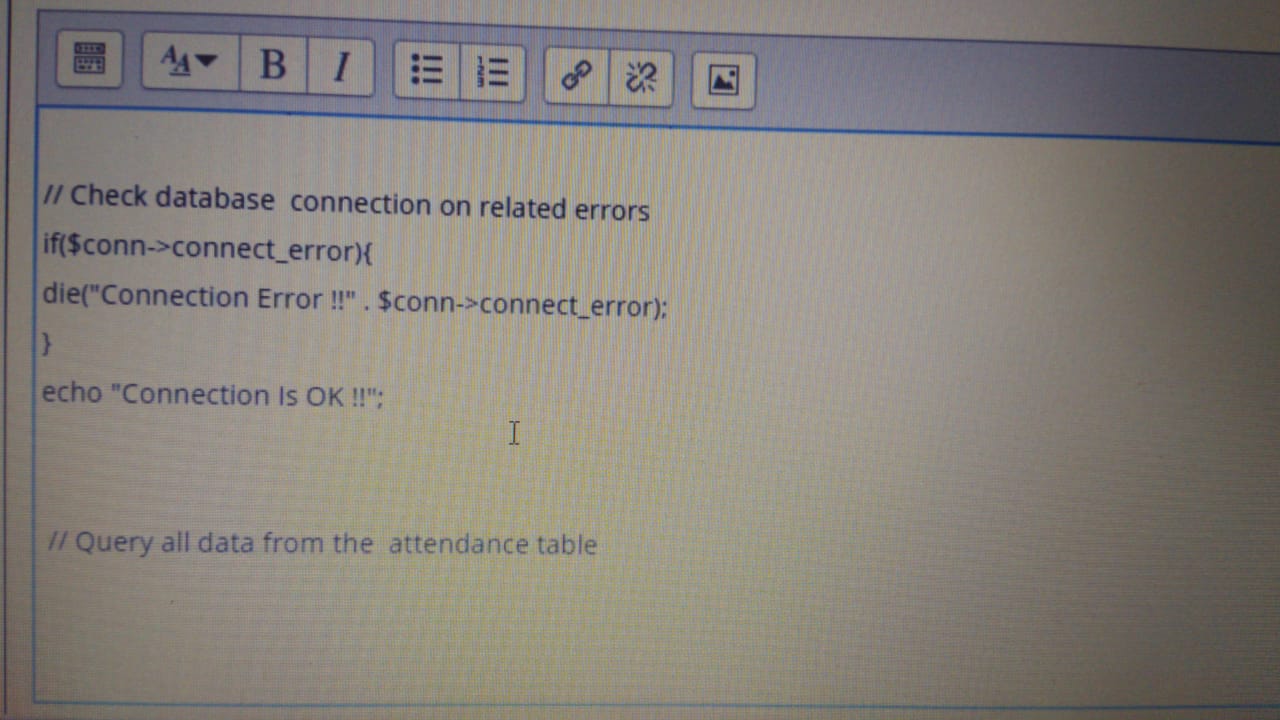 // Check database  connection on related errors
if($conn->connect_error){
die("Connection Error !!" . $conn->connect_error);
}
echo "Connection Is OK !!";
// Query all data from the  attendance table